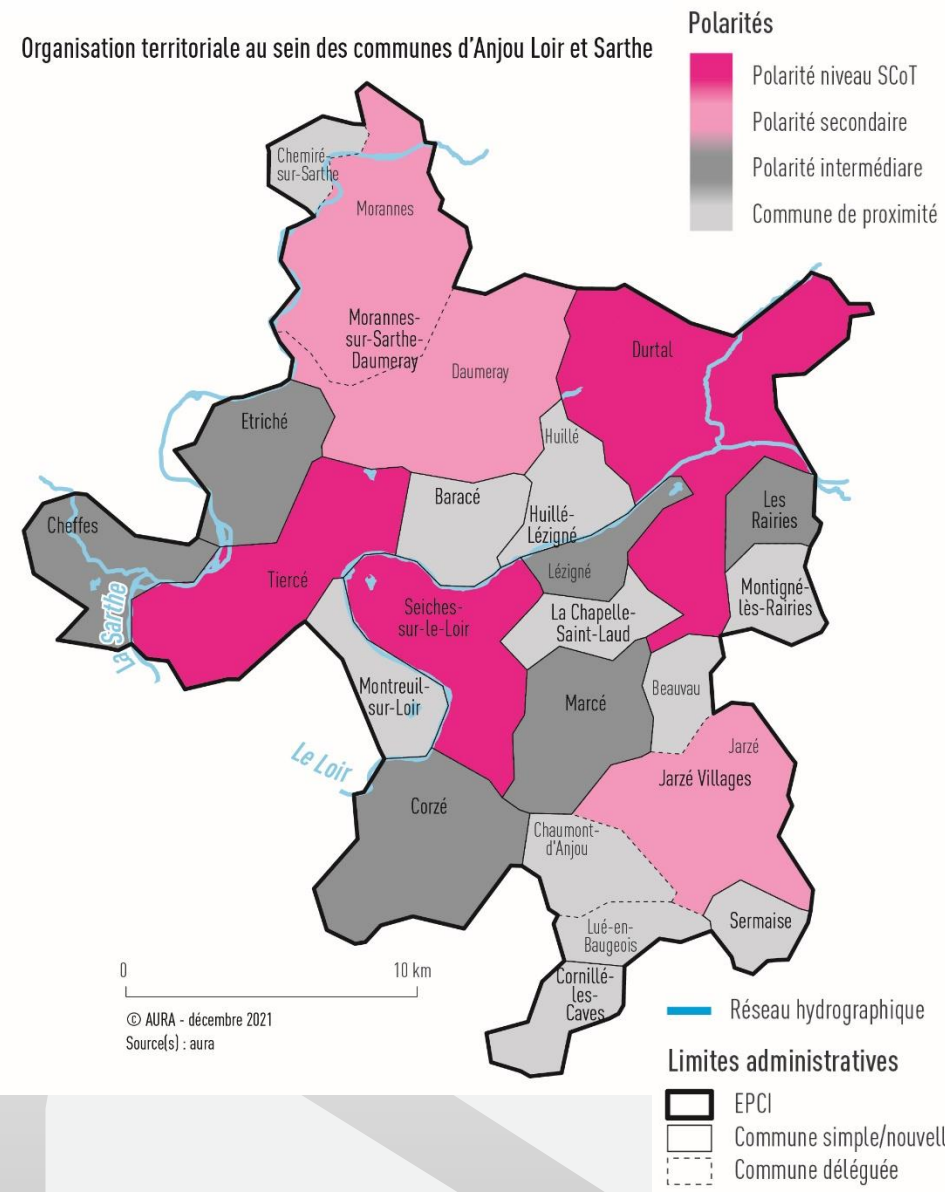 Organisation territoriale au sein des communes d'Anjou Loir et Sarthe
Polarités
Polarité niveau SCoT
Polarité secondaire
Polarité intermédiare
Commune de proximité
Chemiré-
sur-Sarthe
Morannes
Morannes-
sur-Sarthe-
Daumeray
Daumeray
Durtal
Etriché
Huillé
Baracé
Huillé-
Lézigné
Les
Rairies
Cheffes
Tiercé
Lézigné
Montigné-
lès-Rairies
La Sarthe
Seiches-
sur-le-Loir
La Chapelle-
Saint-Laud
Montreuil-
sur-Loir
Marcé
Beauvau
Le Loir
Jarzé
Jarzé Villages
Corzé
Chaumont-
d'Anjou
Lué-en-
Baugeois
Sermaise
Cornillé-
les-
Caves
0
10 km
© AURA - décembre 2021
Source(s) : aura
Réseau hydrographique
Limites administratives
EPCI
Commune simple/nouvell
Commune déléguée